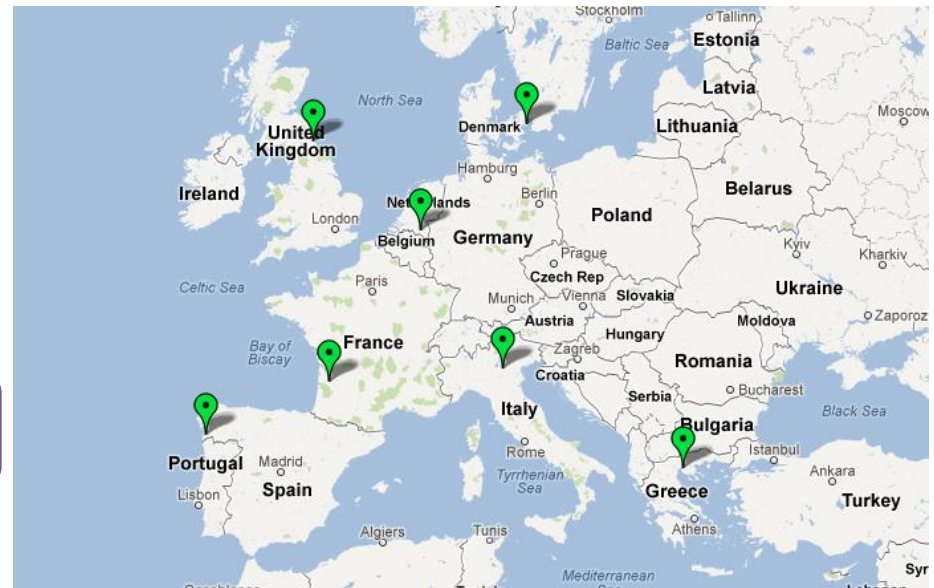 Stockholm
Tallinn
Estonia
Baltic Sea
Latvia
North Sea
Moscow
Denmark
Lithuania
United
Kingdom
Hamburg
Ireland
Berlin
Belarus
London
Poland
Belgium
Germany
Kyiv
Prague
Kharkiv
Czech Rep
Paris
Celtic Sea
Ukraine
Munich
Vienna
Slovakia
Austria
Zaporoz
Moldova
Hungary
Bay of
Biscay
France
Zagreb
Romania
Croatia
Bucharest
Serbia
Italy
Black Sea
Bulgaria
Rome
Istanbul
Portugal
Madrid
Tyrrhenian
Sea
Ankara
Spain
Greece
Lisbon
Turkey
Algiers
Tunis
Athens
Mediterranean
Sea
Syr